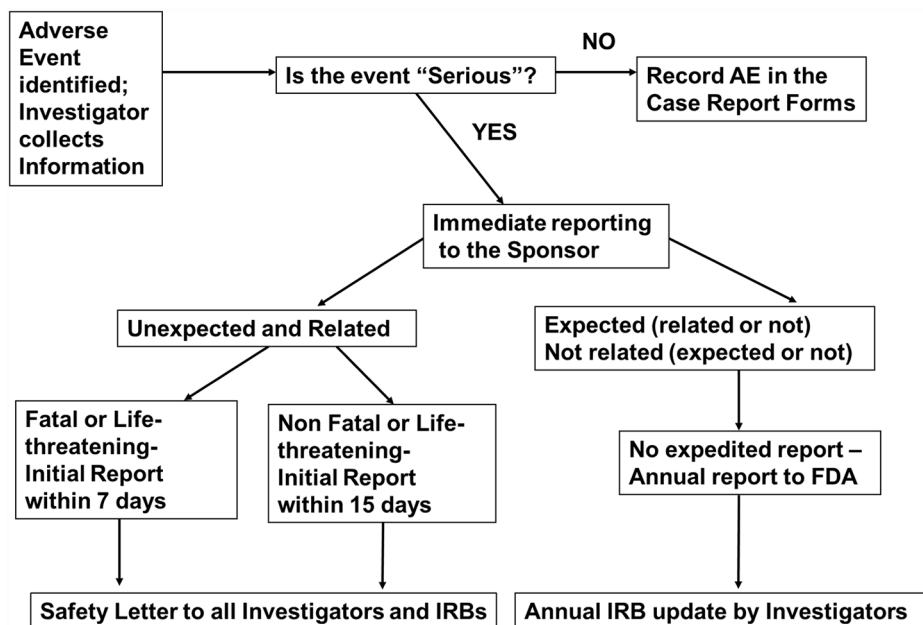 Adverse
Event
identified;
Investigator
collects
Information
Is the event “Serious”?
NO
Record AE in the
Case Report Forms
YES
Immediate reporting
to the Sponsor
Unexpected and Related
Expected (related or not)
Not related (expected or not)
Fatal or Life-
threatening-
Initial Report
within 7 days
Non Fatal or Life-
threatening-
Initial Report
within 15 days
No expedited report –
Annual report to FDA
Safety Letter to all Investigators and IRBs
Annual IRB update by Investigators